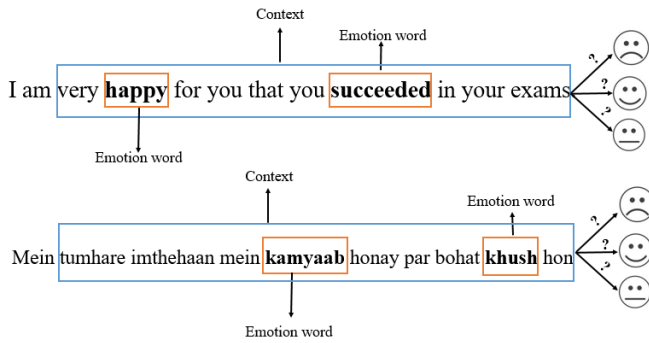 Context
Emotion word
I am very happy for you that you succeeded in your exams
?
?
?
Emotion word
Context
Emotion word
Mein tumhare imthehaan mein kamyaab honay par bohat khush hon
?
?
?
Emotion word